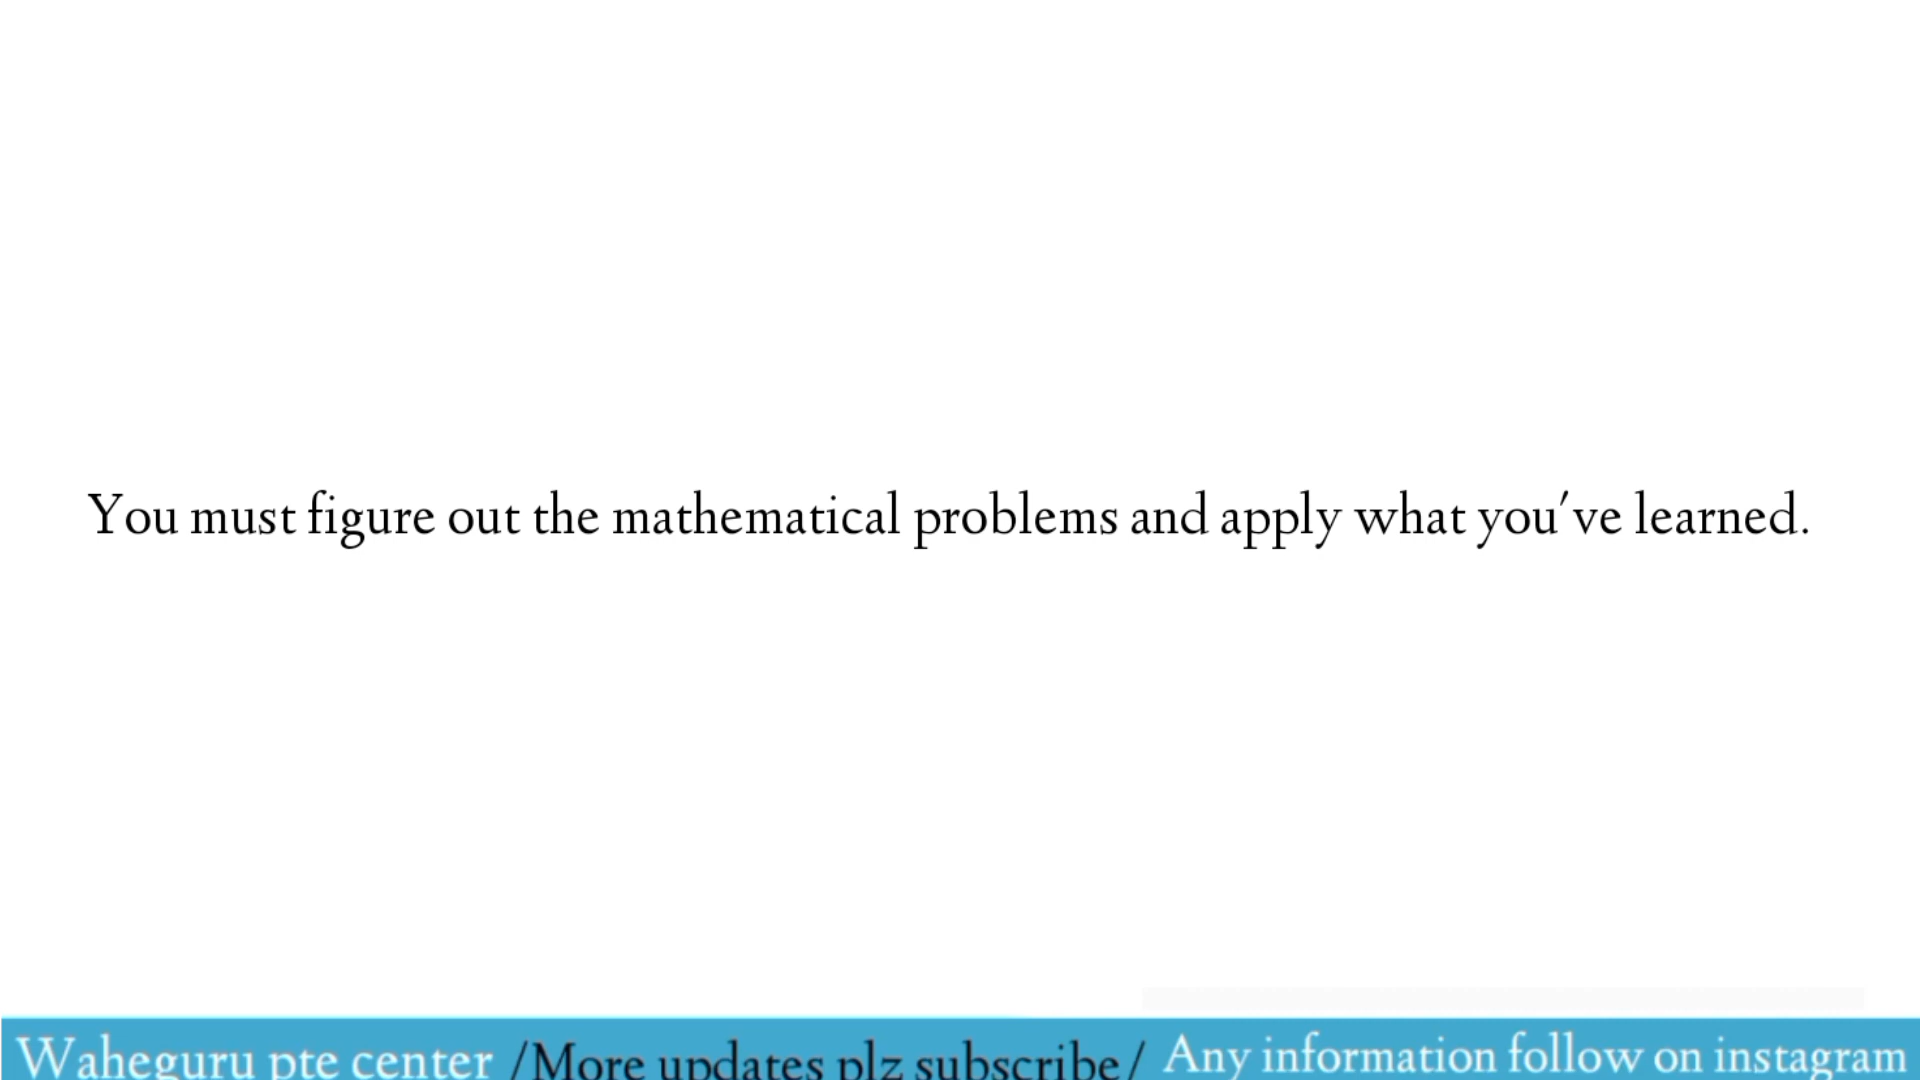 You must figure out the mathematical problems and apply what you've learned.
Waheguru pte center /More updates plz subscribe/ Any information follow on instagram